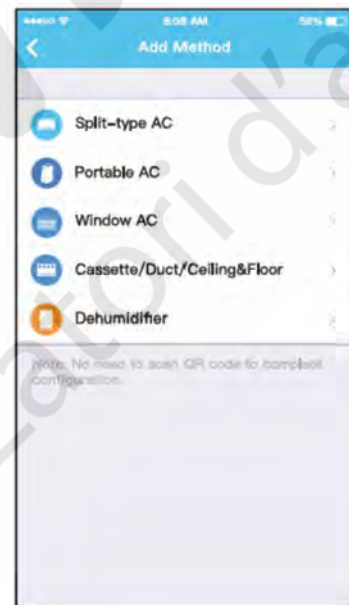 8:08 AM
Add Method
Split-type AC
Portable AC
Window AC
Cassette/Duct/Ceiling&Floor
Dehumidifier
Note: No need to scan QR code to complete
configuration.